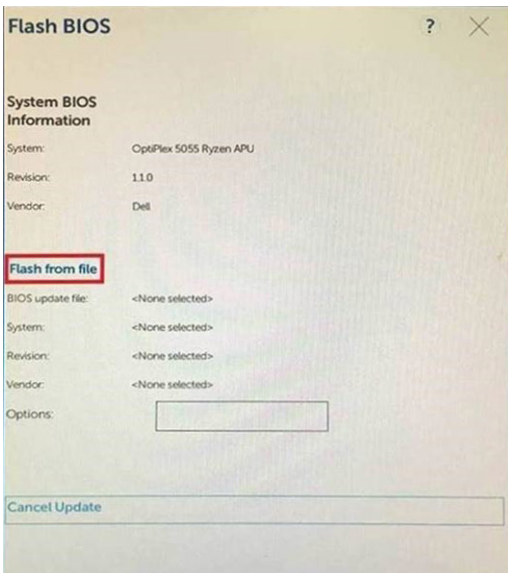 Flash BIOS ?
System BIOS
Information
System: OptiPlex 5055 Ryzen APU
Revision: 1.1.0
Vendor: Dell
Flash from file
BIOS update file: <None selected>
System: <None selected>
Revision: <None selected>
Vendor: <None selected>
Options:
Cancel Update